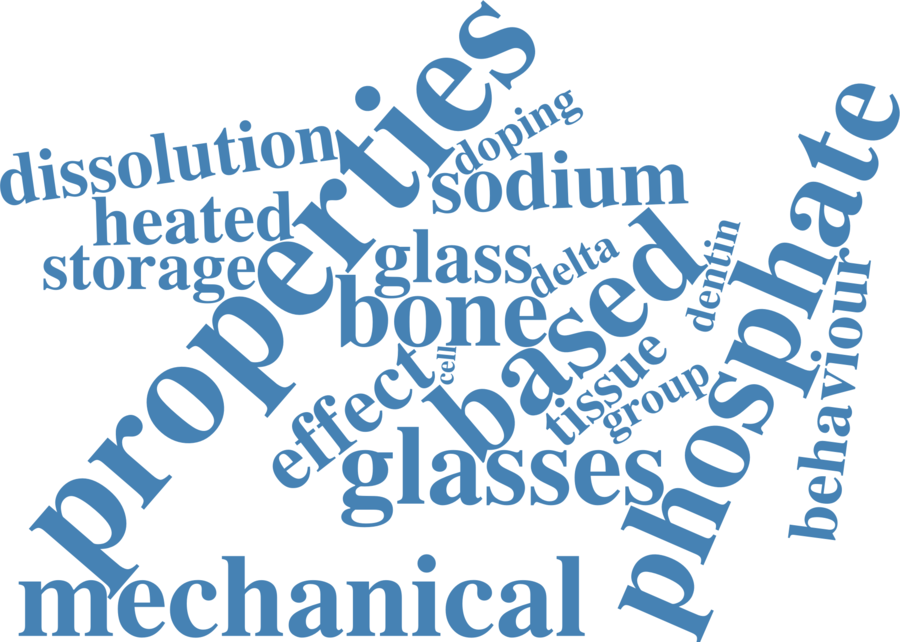 properties
doping
dissolution
sodium
phosphate
heated
storage
glass
delta
dentin
bone
based
behaviour
effect
cell
tissue
group
glasses
mechanical